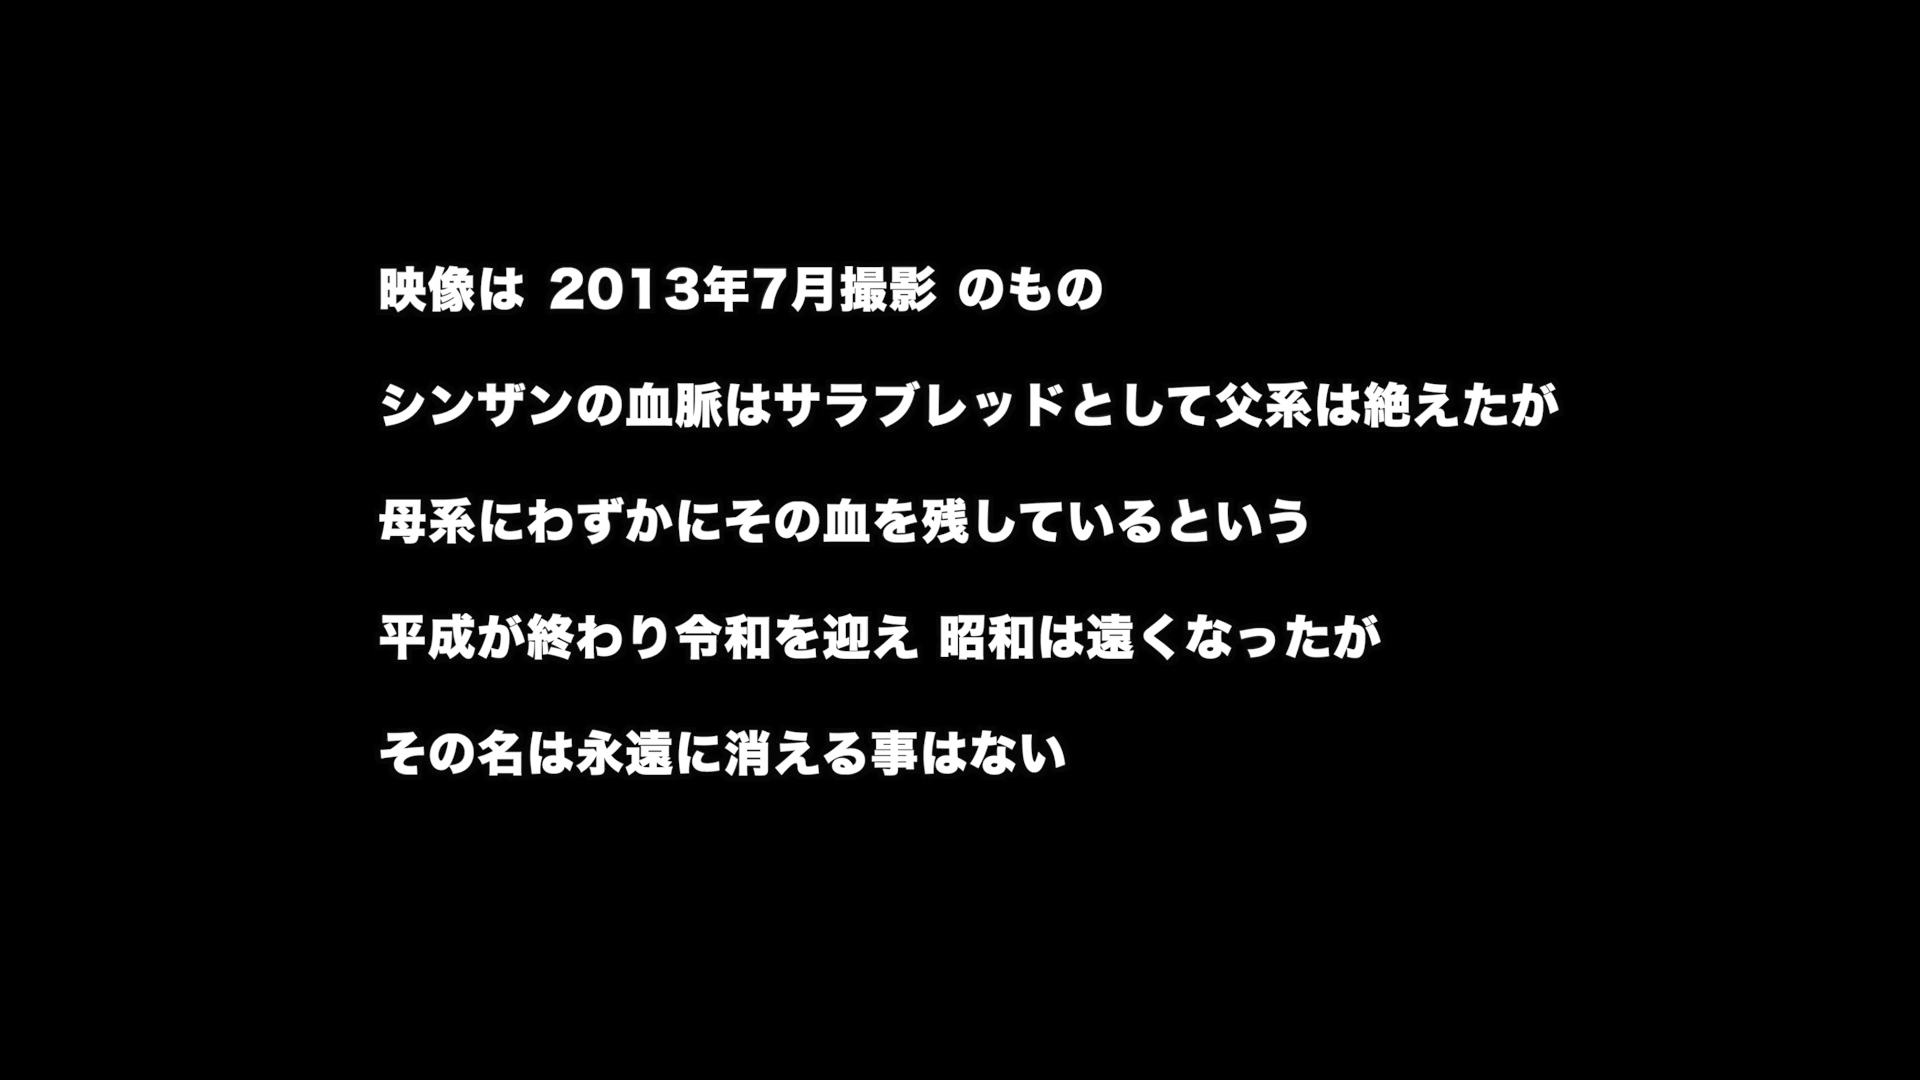 映像は 2013年7月撮影 のもの
シンザンの血脈はサラブレッドとして父系は絶えたが
母系にわずかにその血を残しているという
平成が終わり令和を迎え 昭和は遠くなったが
その名は永遠に消える事はない